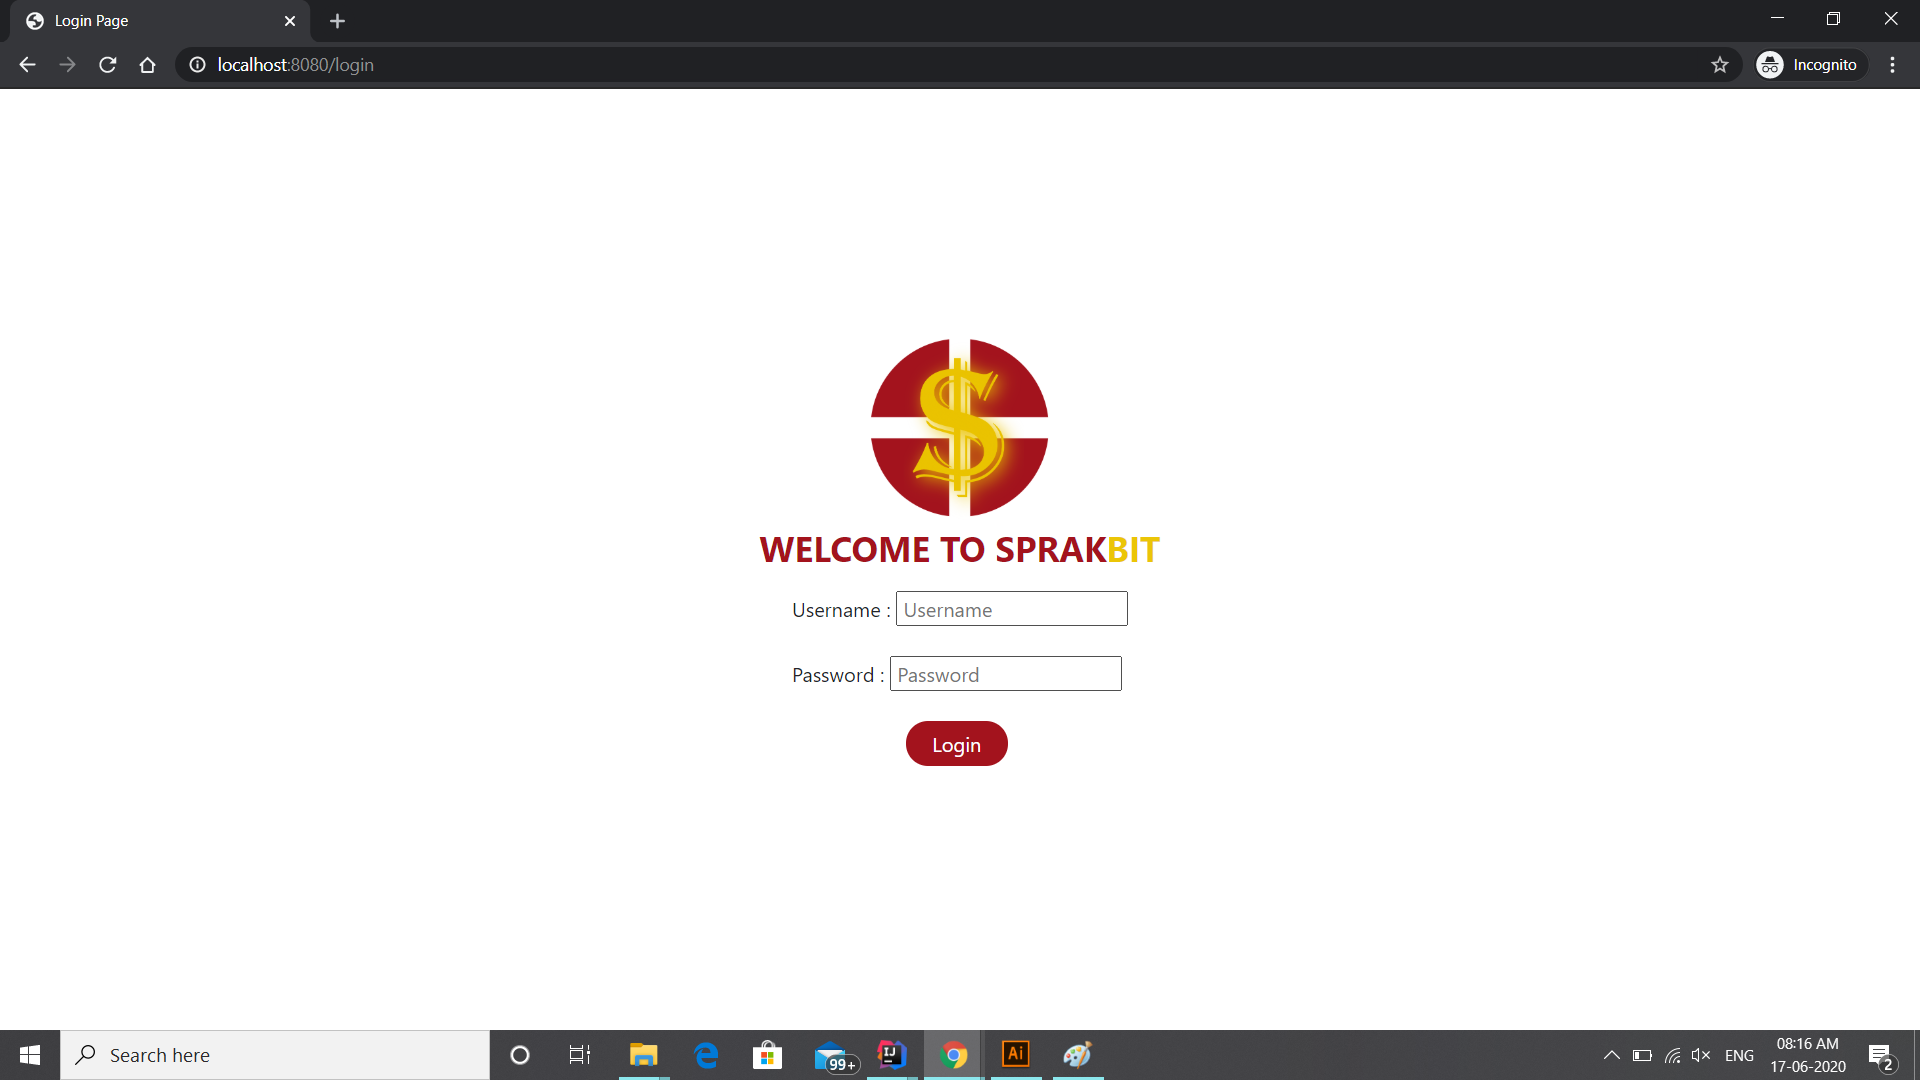 Login Page
localhost:8080/login
Incognito
$
WELCOME TO SPRAKBIT
Username : Username
Password : Password
Login
Search here
99+
IJ
Ai
ENG
08:16 AM
17-06-2020
2